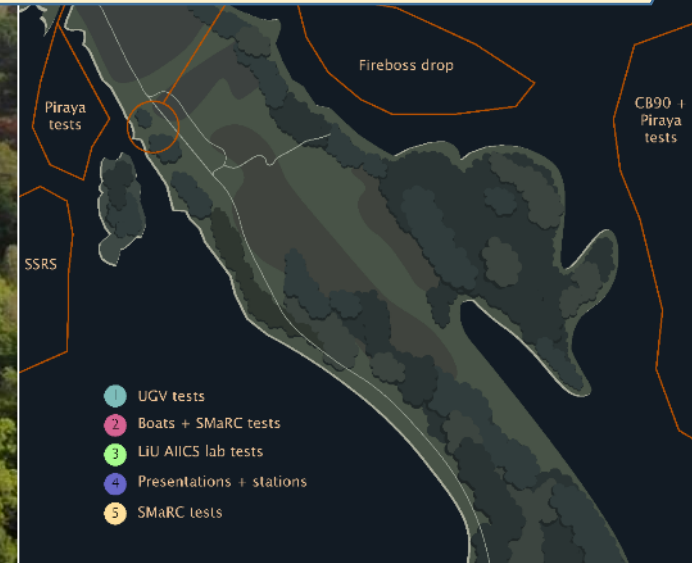 Fireboss drop
Piraya
tests
CB90 +
Piraya
tests
SSRS
1 UGV tests
2 Boats + SMaRC tests
3 LiU AIICS lab tests
4 Presentations + stations
5 SMaRC tests